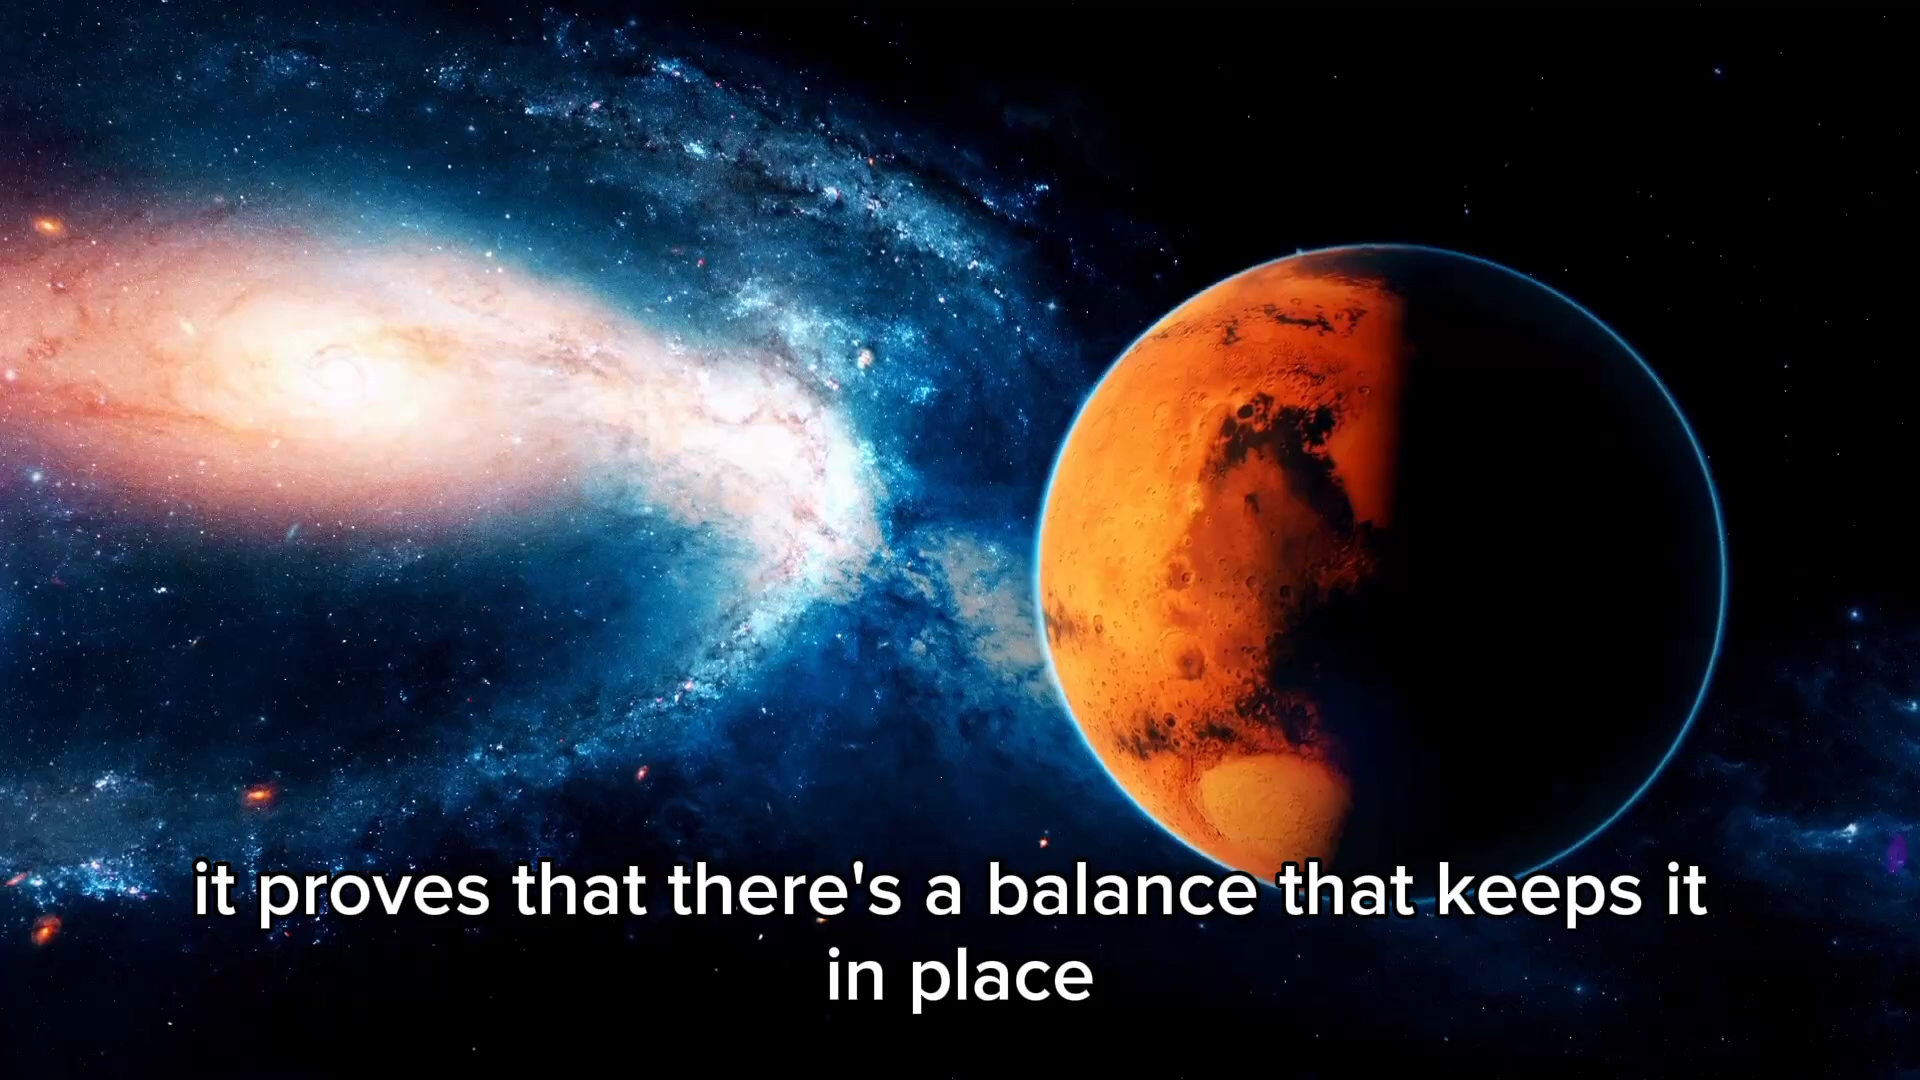 it proves that there's a balance that keeps it
in place